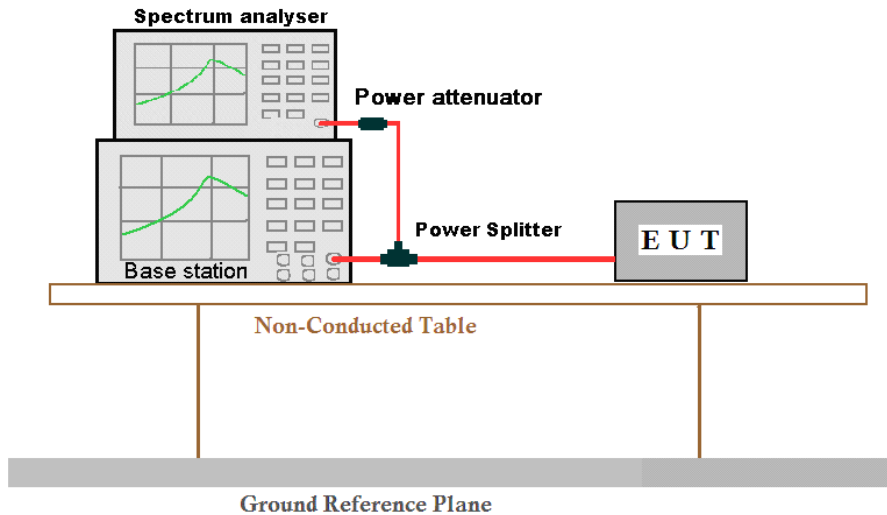 Spectrum analyser
Power attenuator
Power Splitter
E U T
Base station
Non-Conducted Table
Ground Reference Plane